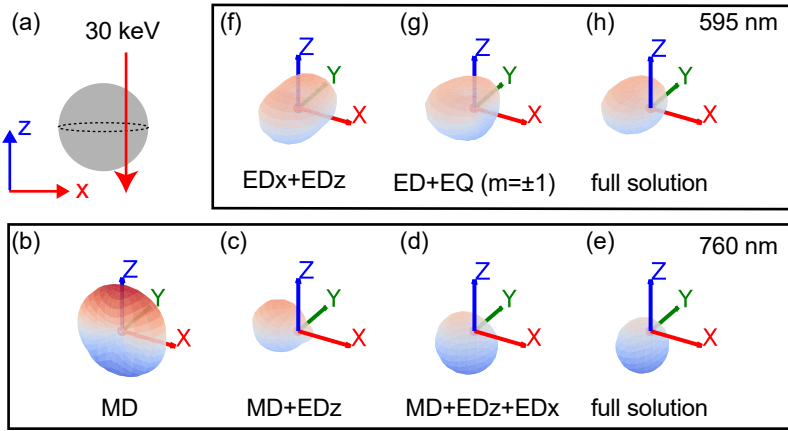 (a)
30 keV
z
x
(f)
(g)
(h)
595 nm
Z
Y
X
Z
Y
X
Z
Y
X
EDx+EDz
ED+EQ (m=±1)
full solution
(b)
(c)
(d)
(e)
760 nm
Z
Y
X
Z
Y
X
Z
Y
X
Z
Y
X
MD
MD+EDz
MD+EDz+EDx
full solution